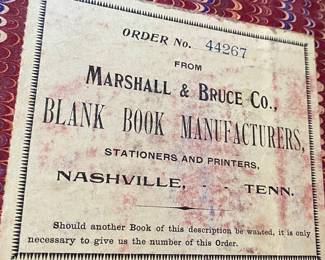 ORDER No. 44267
FROM
MARSHALL & BRUCE CO.,
BLANK BOOK MANUFACTURERS,
STATIONERS AND PRINTERS,
NASHVILLE, - - TENN.
Should another Book of this description be wanted, it is only
necessary to give us the number of this Order.